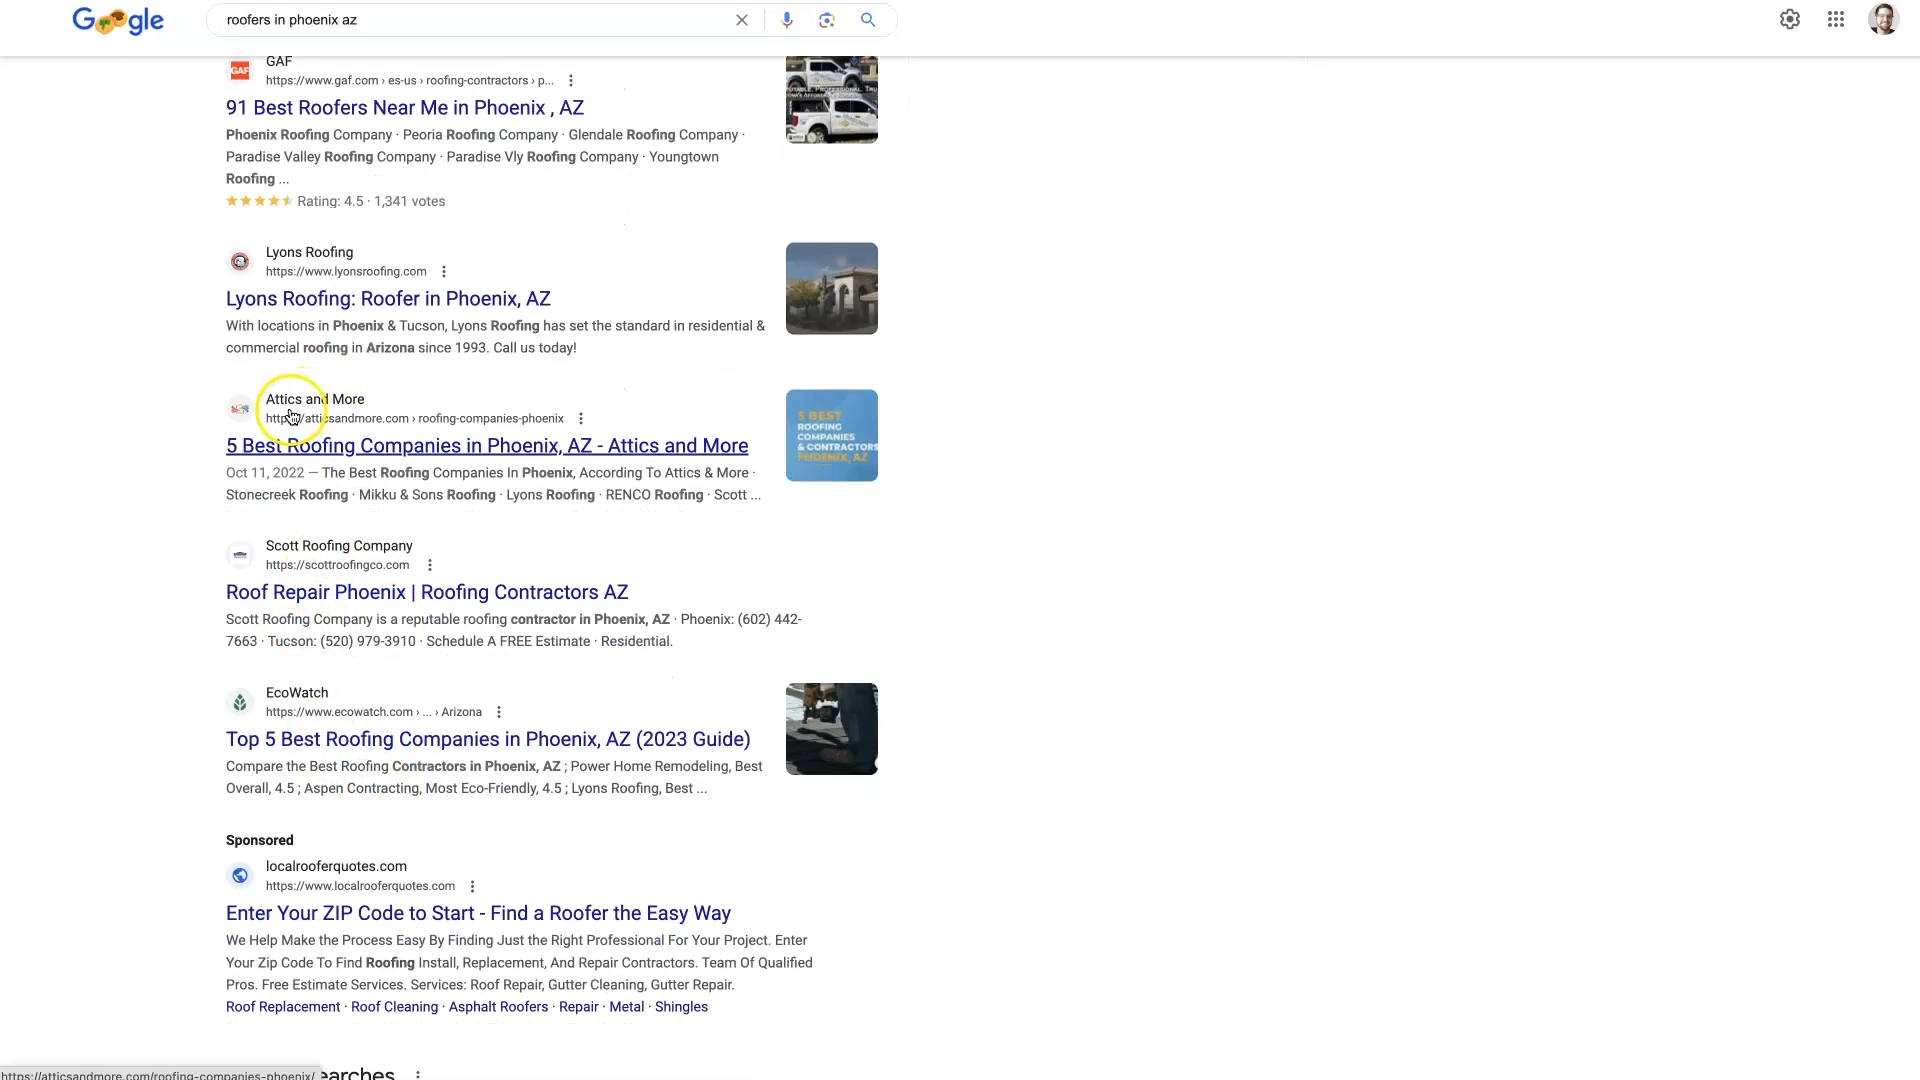 Google
roofers in phoenix az
GAF
GAF
https://www.gaf.com › es-us › roofing-contractors › p...
91 Best Roofers Near Me in Phoenix , AZ
Phoenix Roofing Company · Peoria Roofing Company · Glendale Roofing Company ·
Paradise Valley Roofing Company · Paradise Vly Roofing Company · Youngtown
Roofing ...
Rating: 4.5 · 1,341 votes
Lyons Roofing
https://www.lyonsroofing.com
Lyons Roofing: Roofer in Phoenix, AZ
With locations in Phoenix & Tucson, Lyons Roofing has set the standard in residential &
commercial roofing in Arizona since 1993. Call us today!
Attics and More
https://atticsandmore.com › roofing-companies-phoenix
5 Best Roofing Companies in Phoenix, AZ - Attics and More
Oct 11, 2022 — The Best Roofing Companies In Phoenix, According To Attics & More ·
Stonecreek Roofing · Mikku & Sons Roofing · Lyons Roofing · RENCO Roofing · Scott ...
5 BEST
ROOFING
COMPANIES
& CONTRACTORS
PHOENIX, AZ
Scott Roofing Company
https://scottroofingco.com
Roof Repair Phoenix | Roofing Contractors AZ
Scott Roofing Company is a reputable roofing contractor in Phoenix, AZ · Phoenix: (602) 442-
7663 · Tucson: (520) 979-3910 · Schedule A FREE Estimate · Residential.
EcoWatch
https://www.ecowatch.com › ... › Arizona
Top 5 Best Roofing Companies in Phoenix, AZ (2023 Guide)
Compare the Best Roofing Contractors in Phoenix, AZ ; Power Home Remodeling, Best
Overall, 4.5 ; Aspen Contracting, Most Eco-Friendly, 4.5 ; Lyons Roofing, Best ...
Sponsored
localrooferquotes.com
https://www.localrooferquotes.com
Enter Your ZIP Code to Start - Find a Roofer the Easy Way
We Help Make the Process Easy By Finding Just the Right Professional For Your Project. Enter
Your Zip Code To Find Roofing Install, Replacement, And Repair Contractors. Team Of Qualified
Pros. Free Estimate Services. Services: Roof Repair, Gutter Cleaning, Gutter Repair.
Roof Replacement · Roof Cleaning · Asphalt Roofers · Repair · Metal · Shingles
https://atticsandmore.com/roofing-companies-phoenix/
earches